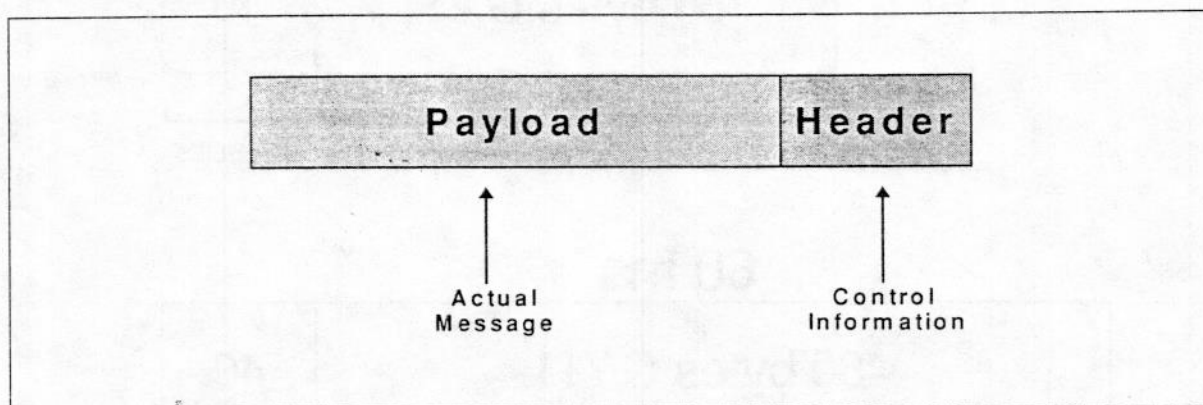 Payload
Header
Actual
Message
Control
Information